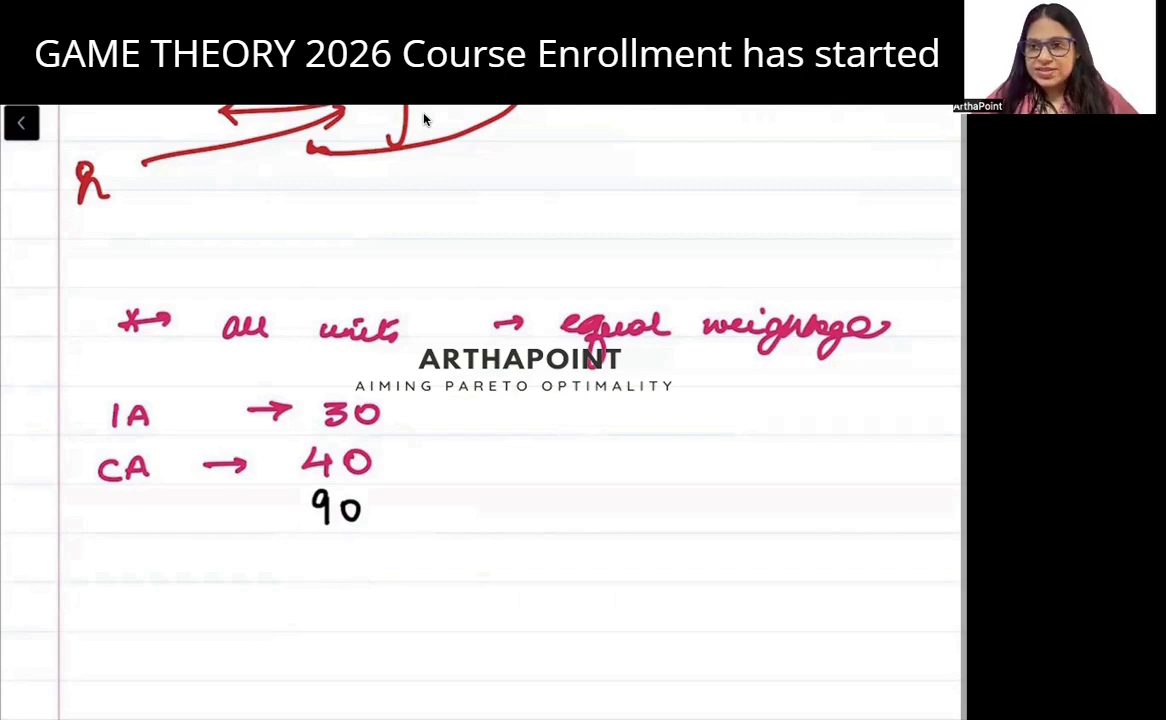 GAME THEORY 2026 Course Enrollment has started
ArthaPoint
* → all units → equal weightage
ARTHAPOINT
AIMING PARETO OPTIMALITY
IA → 30
CA → 40
90